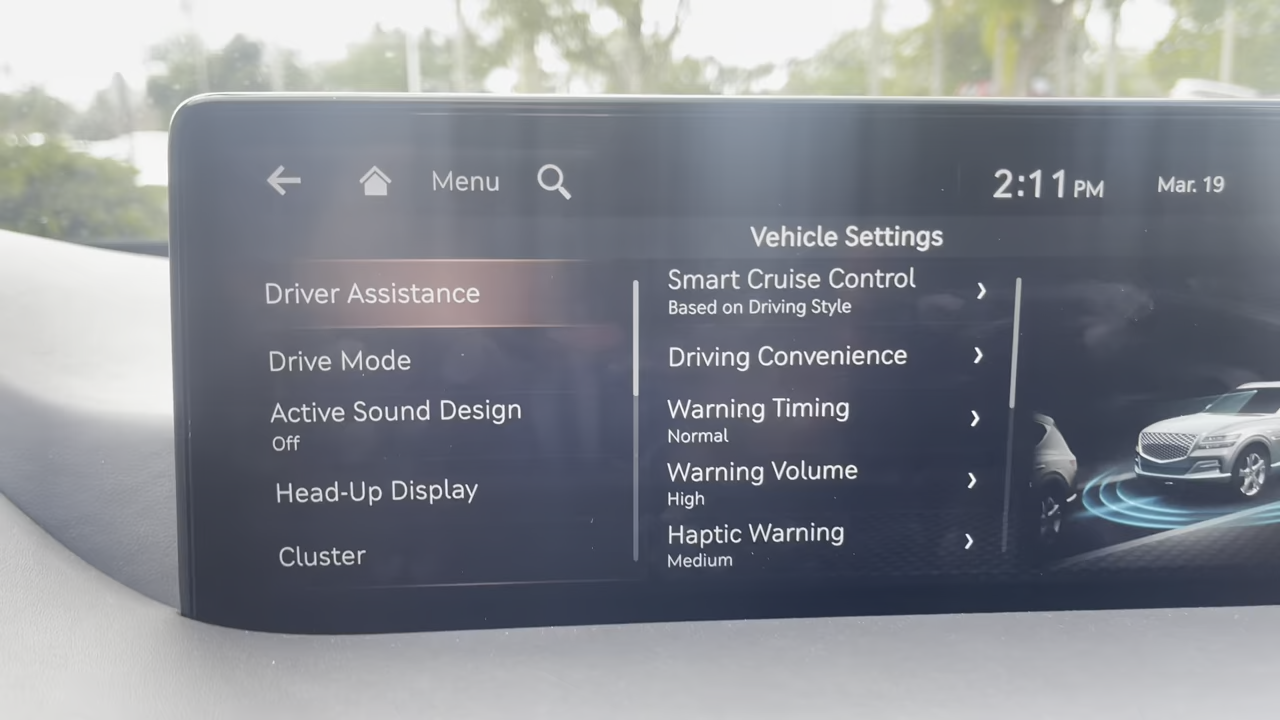 Menu
2:11 PM
Mar. 19
Vehicle Settings
Driver Assistance
Drive Mode
Active Sound Design
Off
Head-Up Display
Cluster
Smart Cruise Control
Based on Driving Style
Driving Convenience
Warning Timing
Normal
Warning Volume
High
Haptic Warning
Medium